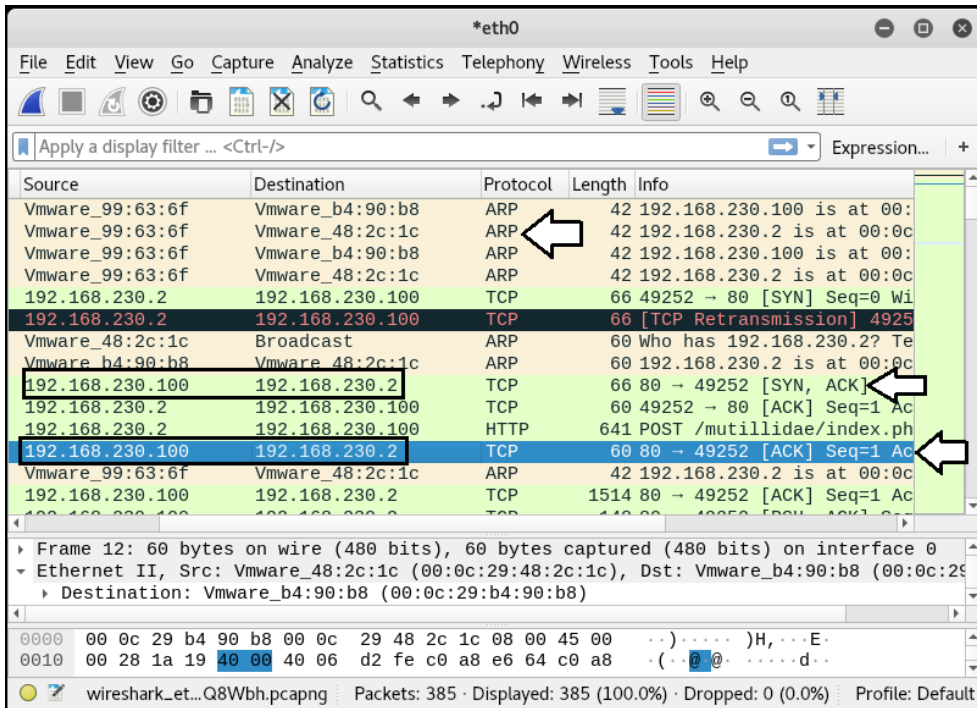 *eth0
File Edit View Go Capture Analyze Statistics Telephony Wireless Tools Help
Apply a display filter ... <Ctrl-/> Expression... +
Source Destination Protocol Length Info
Vmware_99:63:6f Vmware_b4:90:b8 ARP 42 192.168.230.100 is at 00:
Vmware_99:63:6f Vmware_48:2c:1c ARP 42 192.168.230.2 is at 00:0c
Vmware_99:63:6f Vmware_b4:90:b8 ARP 42 192.168.230.100 is at 00:
Vmware_99:63:6f Vmware_48:2c:1c ARP 42 192.168.230.2 is at 00:0c
192.168.230.2 192.168.230.100 TCP 66 49252 → 80 [SYN] Seq=0 Wi
192.168.230.2 192.168.230.100 TCP 66 [TCP Retransmission] 4925
Vmware_48:2c:1c Broadcast ARP 60 Who has 192.168.230.2? Te
Vmware_b4:90:b8 Vmware_48:2c:1c ARP 60 192.168.230.2 is at 00:0c
192.168.230.100 192.168.230.2 TCP 66 80 → 49252 [SYN, ACK]
192.168.230.2 192.168.230.100 TCP 60 49252 → 80 [ACK] Seq=1 Ac
192.168.230.2 192.168.230.100 HTTP 641 POST /mutillidae/index.ph
192.168.230.100 192.168.230.2 TCP 60 80 → 49252 [ACK] Seq=1 Ac
Vmware_99:63:6f Vmware_48:2c:1c ARP 42 192.168.230.2 is at 00:0c
192.168.230.100 192.168.230.2 TCP 1514 80 → 49252 [ACK] Seq=1 Ac
Frame 12: 60 bytes on wire (480 bits), 60 bytes captured (480 bits) on interface 0
Ethernet II, Src: Vmware_48:2c:1c (00:0c:29:48:2c:1c), Dst: Vmware_b4:90:b8 (00:0c:29
Destination: Vmware_b4:90:b8 (00:0c:29:b4:90:b8)
0000 00 0c 29 b4 90 b8 00 0c 29 48 2c 1c 08 00 45 00 ··)····· )H,···E·
0010 00 28 1a 19 40 00 40 06 d2 fe c0 a8 e6 64 c0 a8 ·(··@·@· ·····d··
wireshark_et…Q8Wbh.pcapng Packets: 385 · Displayed: 385 (100.0%) · Dropped: 0 (0.0%) Profile: Default